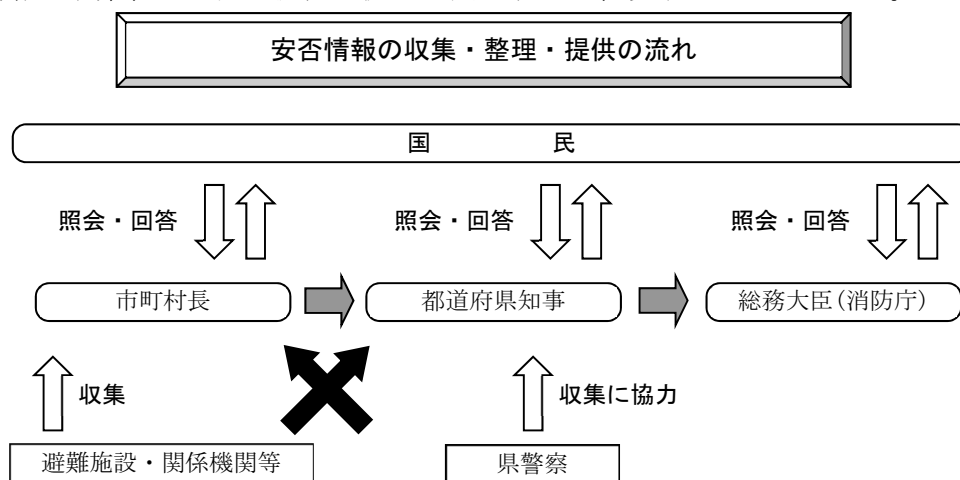 安否情報の収集・整理・提供の流れ
国　　　　民
照会・回答　照会・回答　照会・回答
市町村長　都道府県知事　総務大臣(消防庁)
収集　収集に協力
避難施設・関係機関等　県警察